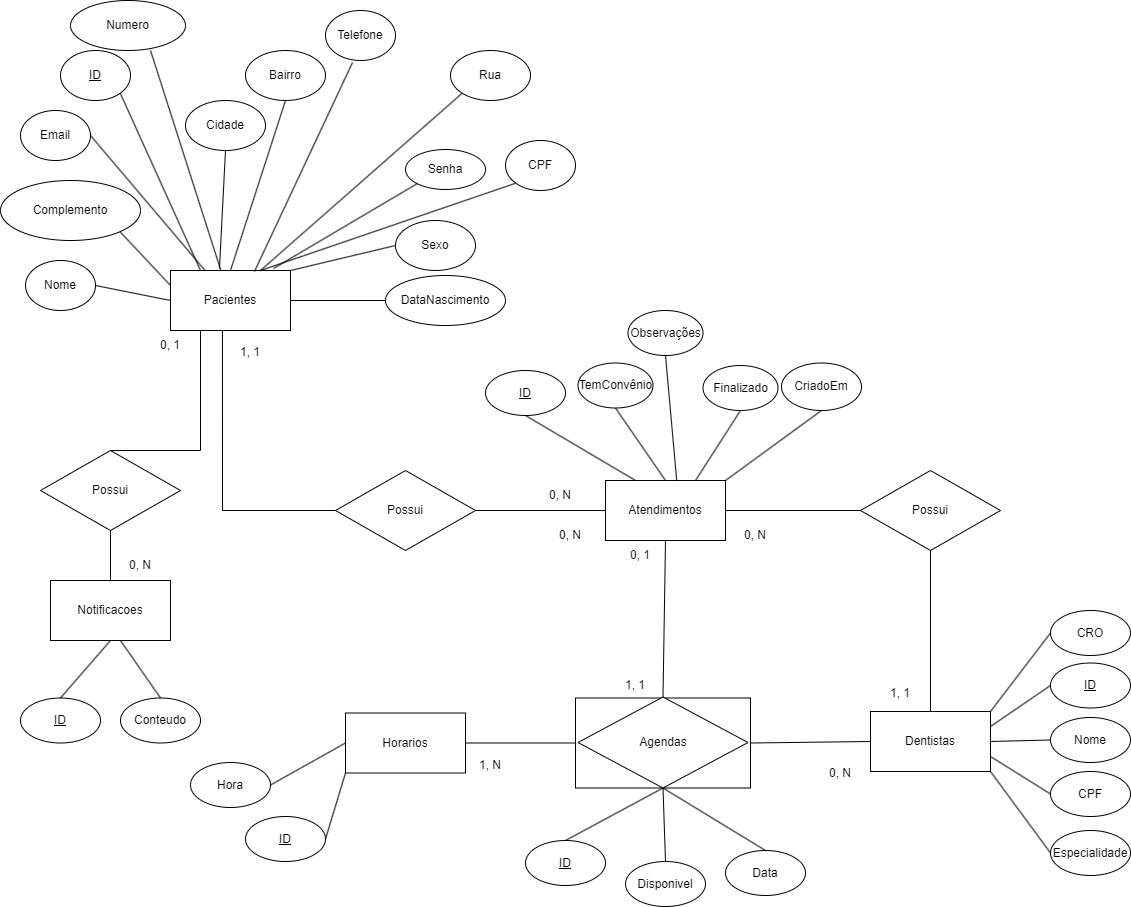 Numero
Telefone
ID
Bairro
Rua
Cidade
Email
Senha
CPF
Complemento
Sexo
Nome
Pacientes
DataNascimento
0, 1
1, 1
Observações
ID
TemConvênio
Finalizado
CriadoEm
Possui
Possui
0, N
Atendimentos
Possui
0, N
0, N
0, 1
0, N
Notificacoes
CRO
1, 1
1, 1
ID
ID
Conteudo
Horarios
Agendas
Dentistas
Nome
1, N
0, N
Hora
CPF
ID
ID
Disponivel
Data
Especialidade